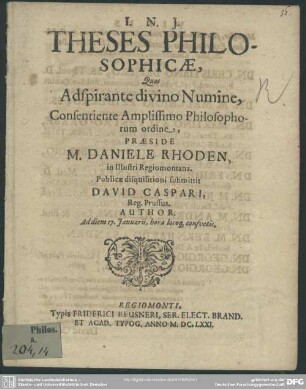 I. N. J.
THESES PHILO-
SOPHICÆ,
Quas
Adspirante divino Numine,
Consentiente Amplissimo Philosopho-
rum ordine,
PRÆSIDE
M. DANIELE RHODEN,
in Illustri Regiomontana
Publicæ disquisitioni submittit
DAVID CASPARI,
Reg. Prussus.
AUTHOR.
Ad diem 17. Januarii, hora locoq; consvetis,
REGIOMONTI,
Typis FRIDERICI REUSNERI, SER. ELECT. BRAND.
ET ACAD. TYPOG. ANNO M. DC. LXXI.
Philos.
A.
204,14